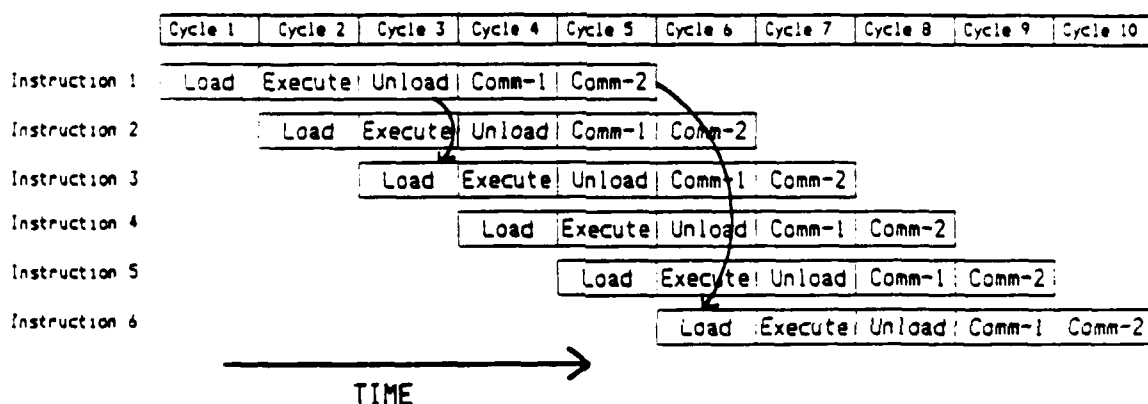 Cycle 1 Cycle 2 Cycle 3 Cycle 4 Cycle 5 Cycle 6 Cycle 7 Cycle 8 Cycle 9 Cycle 10
Instruction 1 Load Execute Unload Comm-1 Comm-2
Instruction 2 Load Execute Unload Comm-1 Comm-2
Instruction 3 Load Execute Unload Comm-1 Comm-2
Instruction 4 Load Execute Unload Comm-1 Comm-2
Instruction 5 Load Execute Unload Comm-1 Comm-2
Instruction 6 Load Execute Unload Comm-1 Comm-2
TIME